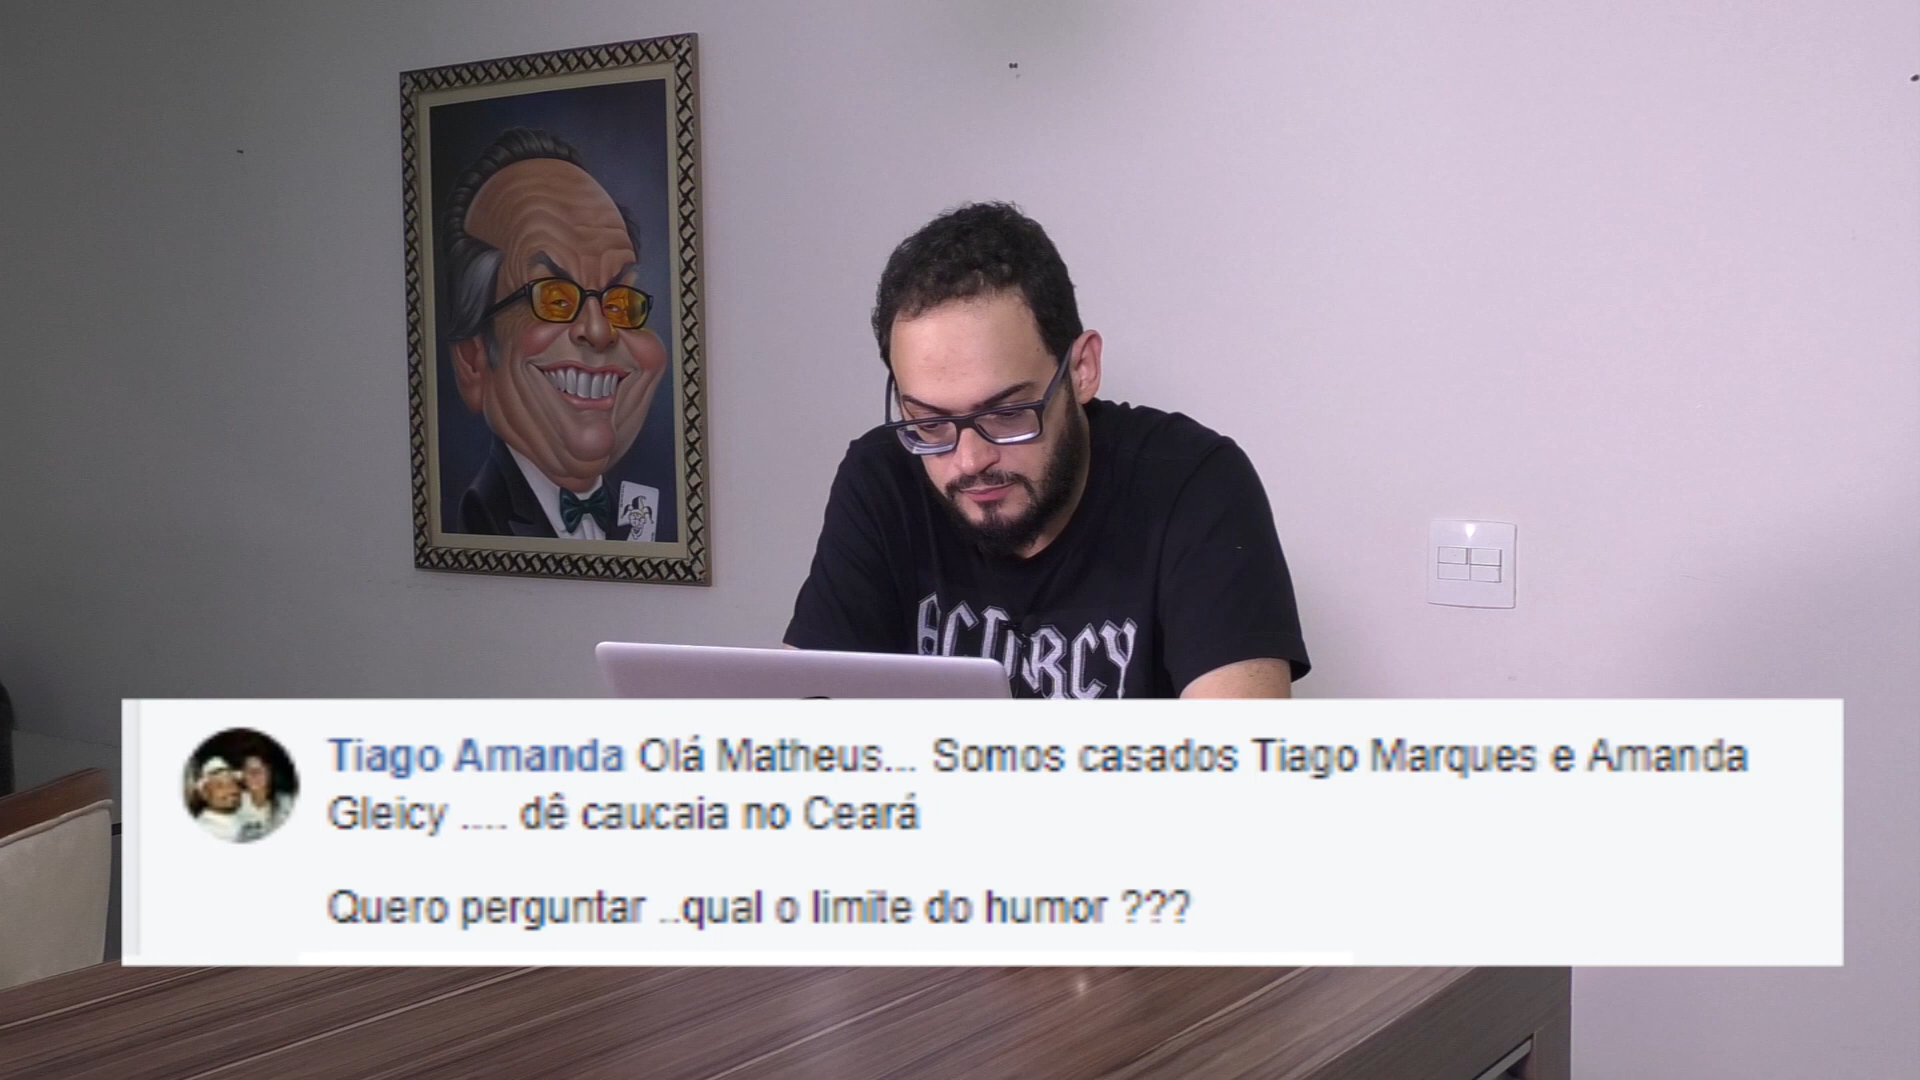 Tiago Amanda Olá Matheus... Somos casados Tiago Marques e Amanda
Gleicy .... dê caucaia no Ceará
Quero perguntar ..qual o limite do humor ???